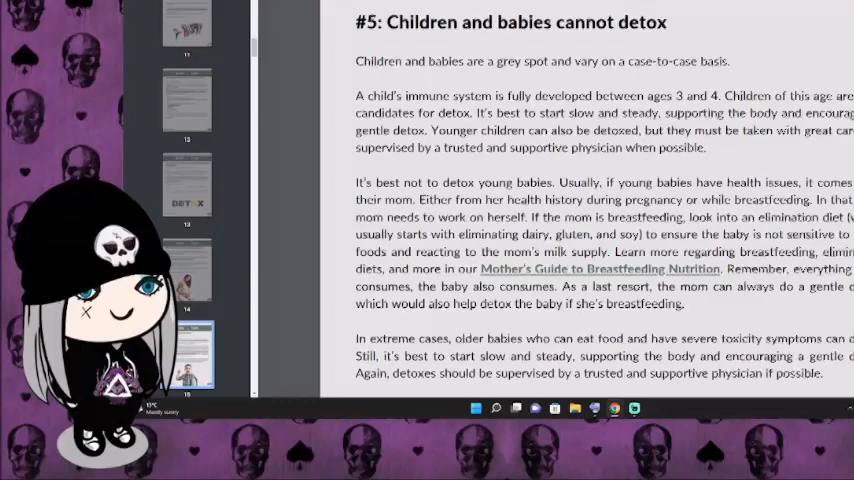 #5: Children and babies cannot detox
Children and babies are a grey spot and vary on a case-to-case basis.
A child's immune system is fully developed between ages 3 and 4. Children of this age are
candidates for detox. It's best to start slow and steady, supporting the body and encourag
gentle detox. Younger children can also be detoxed, but they must be taken with great car
supervised by a trusted and supportive physician when possible.
It's best not to detox young babies. Usually, if young babies have health issues, it comes
their mom. Either from her health history during pregnancy or while breastfeeding. In that
mom needs to work on herself. If the mom is breastfeeding, look into an elimination diet (w
usually starts with eliminating dairy, gluten, and soy) to ensure the baby is not sensitive to
foods and reacting to the mom's milk supply. Learn more regarding breastfeeding, elimin
diets, and more in our Mother's Guide to Breastfeeding Nutrition. Remember, everything
consumes, the baby also consumes. As a last resort, the mom can always do a gentle d
which would also help detox the baby if she's breastfeeding.
In extreme cases, older babies who can eat food and have severe toxicity symptoms can d
Still, it's best to start slow and steady, supporting the body and encouraging a gentle d
Again, detoxes should be supervised by a trusted and supportive physician if possible.
11
12
DETOX
13
14
15
Mostly sunny